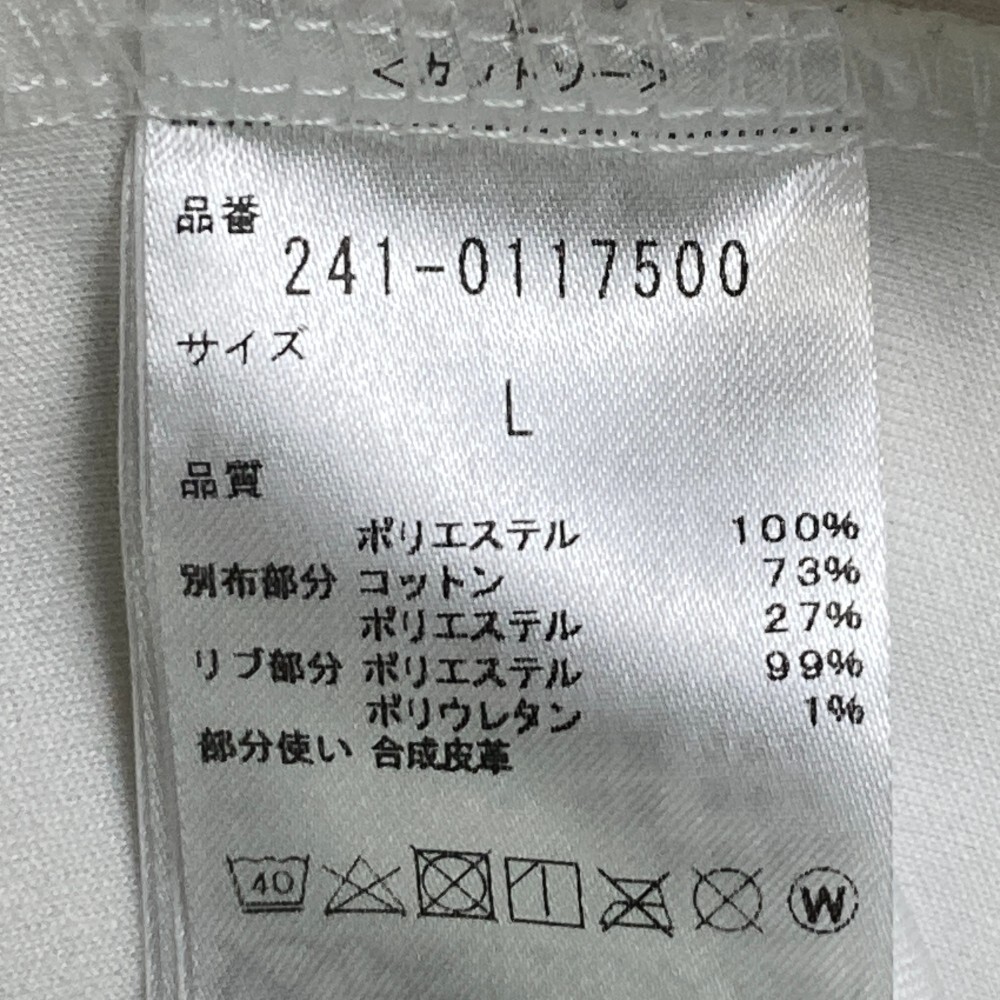 <カットソー>
品番
241-0117500
サイズ
L
品質
ポリエステル 100%
別布部分 コットン 73%
ポリエステル 27%
リブ部分 ポリエステル 99%
ポリウレタン 1%
部分使い 合成皮革
40
W